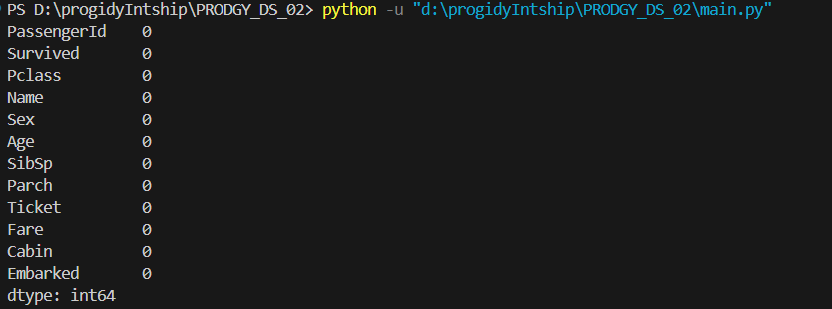 PS D:\progidyIntship\PRODGY_DS_02> python -u "d:\progidyIntship\PRODGY_DS_02\main.py"
PassengerId    0
Survived       0
Pclass         0
Name           0
Sex            0
Age            0
SibSp          0
Parch          0
Ticket         0
Fare           0
Cabin          0
Embarked       0
dtype: int64